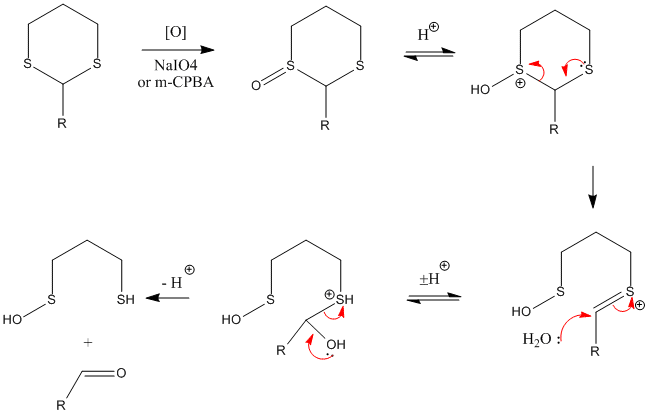 [O]
NaIO4
or m-CPBA
S S
R
S S
O
R
H⊕
S S:
HO ⊕
R
S
HO
S
⊕
H₂O :
R
±H⊕
S
HO
⊕
SH
R
OH
- H⊕
S
HO
SH
+
R
O